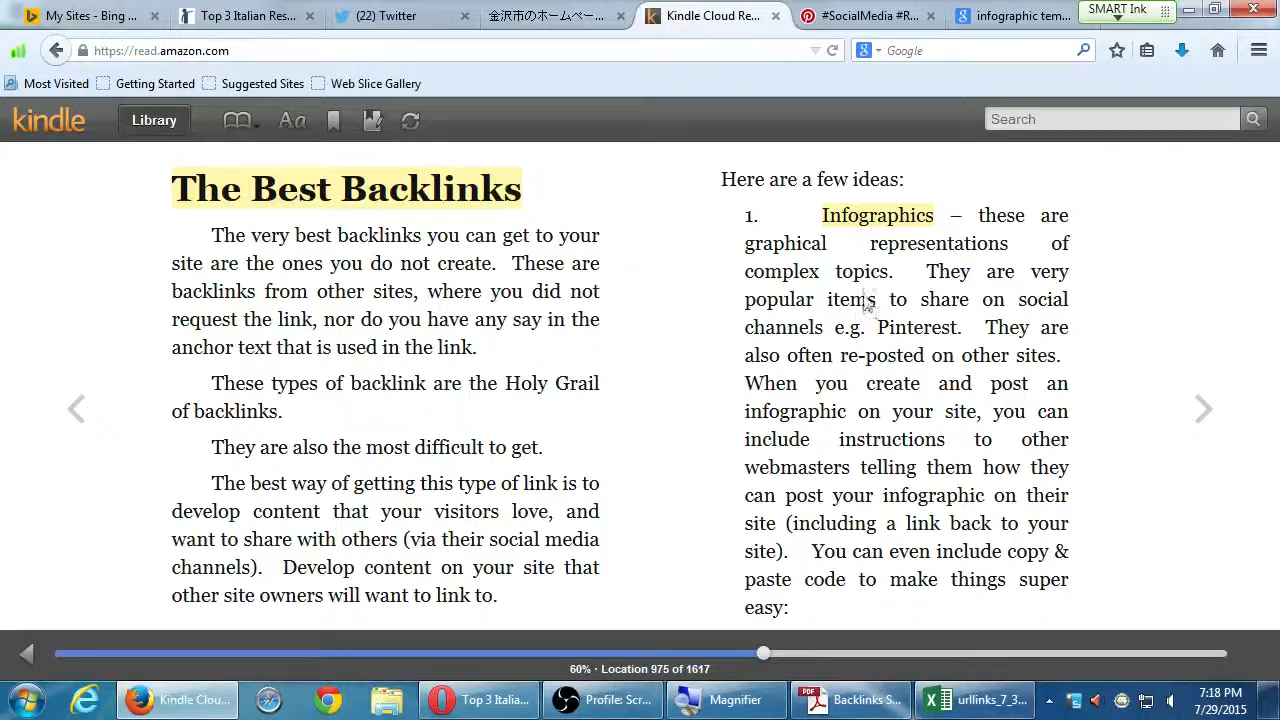 My Sites - Bing ...
Top 3 Italian Res...
(22) Twitter
金沢市のホームペー...
Kindle Cloud Re...
#SocialMedia #R...
infographic tem...
SMART Ink
https://read.amazon.com
Google
Most Visited
Getting Started
Suggested Sites
Web Slice Gallery
kindle
Library
Aa
Search
The Best Backlinks
The very best backlinks you can get to your
site are the ones you do not create. These are
backlinks from other sites, where you did not
request the link, nor do you have any say in the
anchor text that is used in the link.
These types of backlink are the Holy Grail
of backlinks.
They are also the most difficult to get.
The best way of getting this type of link is to
develop content that your visitors love, and
want to share with others (via their social media
channels). Develop content on your site that
other site owners will want to link to.
Here are a few ideas:
1. Infographics – these are
graphical representations of
complex topics. They are very
popular items to share on social
channels e.g. Pinterest. They are
also often re-posted on other sites.
When you create and post an
infographic on your site, you can
include instructions to other
webmasters telling them how they
can post your infographic on their
site (including a link back to your
site). You can even include copy &
paste code to make things super
easy:
60% · Location 975 of 1617
Kindle Clou...
Top 3 Italia...
Profile: Scr...
Magnifier
Backlinks S...
urllinks_7_3...
7:18 PM
7/29/2015